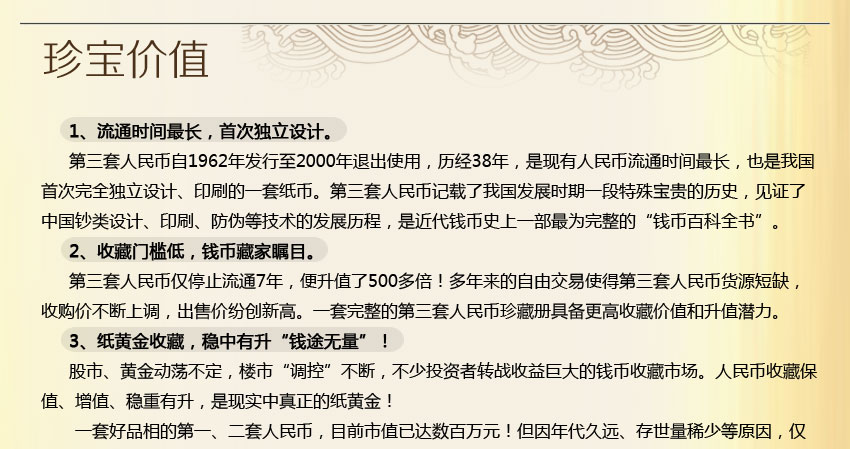 珍宝价值
1、流通时间最长，首次独立设计。
第三套人民币自1962年发行至2000年退出使用，历经38年，是现有人民币流通时间最长，也是我国
首次完全独立设计、印刷的一套纸币。第三套人民币记载了我国发展时期一段特殊宝贵的历史，见证了
中国钞类设计、印刷、防伪等技术的发展历程，是近代钱币史上一部最为完整的“钱币百科全书”。
2、收藏门槛低，钱币藏家瞩目。
第三套人民币仅停止流通7年，便升值了500多倍！多年来的自由交易使得第三套人民币货源短缺，
收购价不断上调，出售价纷创新高。一套完整的第三套人民币珍藏册具备更高收藏价值和升值潜力。
3、纸黄金收藏，稳中有升“钱途无量”！
股市、黄金动荡不定，楼市“调控”不断，不少投资者转战收益巨大的钱币收藏市场。人民币收藏保
值、增值、稳重有升，是现实中真正的纸黄金！
一套好品相的第一、二套人民币，目前市值已达数百万元！但因年代久远、存世量稀少等原因，仅